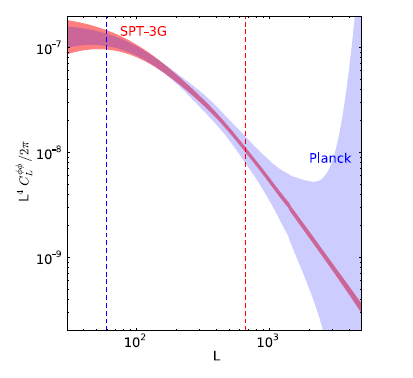 SPT–3G
Planck
10⁻⁷
10⁻⁸
10⁻⁹
L⁴ C_L^{ϕϕ} /2π
10²
10³
L